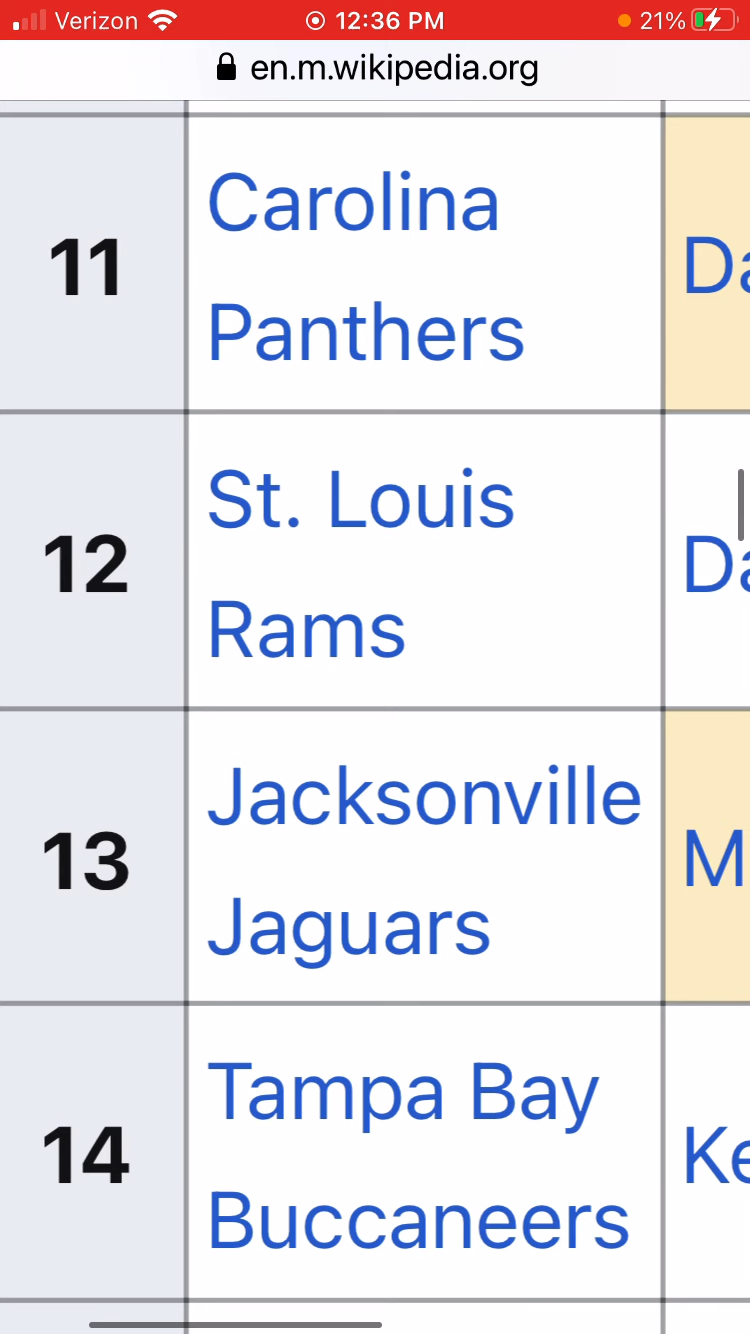 Verizon 12:36 PM 21%
en.m.wikipedia.org
11
Carolina
Panthers
12
St. Louis
Rams
13
Jacksonville
Jaguars
14
Tampa Bay
Buccaneers